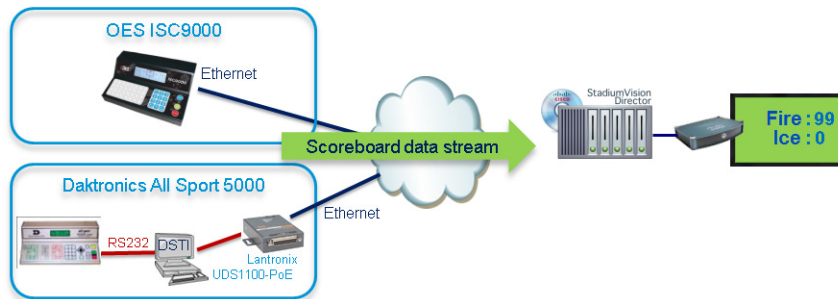 OES ISC9000
Ethernet
Scoreboard data stream
CISCO
StadiumVision
Director
Fire : 99
Ice : 0
Daktronics All Sport 5000
RS232
DSTI
Lantronix
UDS1100-PoE
Ethernet